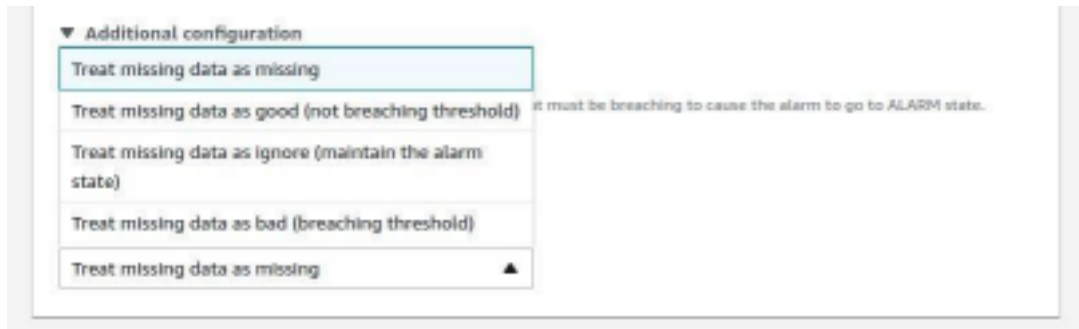 ▼ Additional configuration
Treat missing data as missing
Treat missing data as good (not breaching threshold)
must be breaching to cause the alarm to go to ALARM state.
Treat missing data as ignore (maintain the alarm
state)
Treat missing data as bad (breaching threshold)
Treat missing data as missing